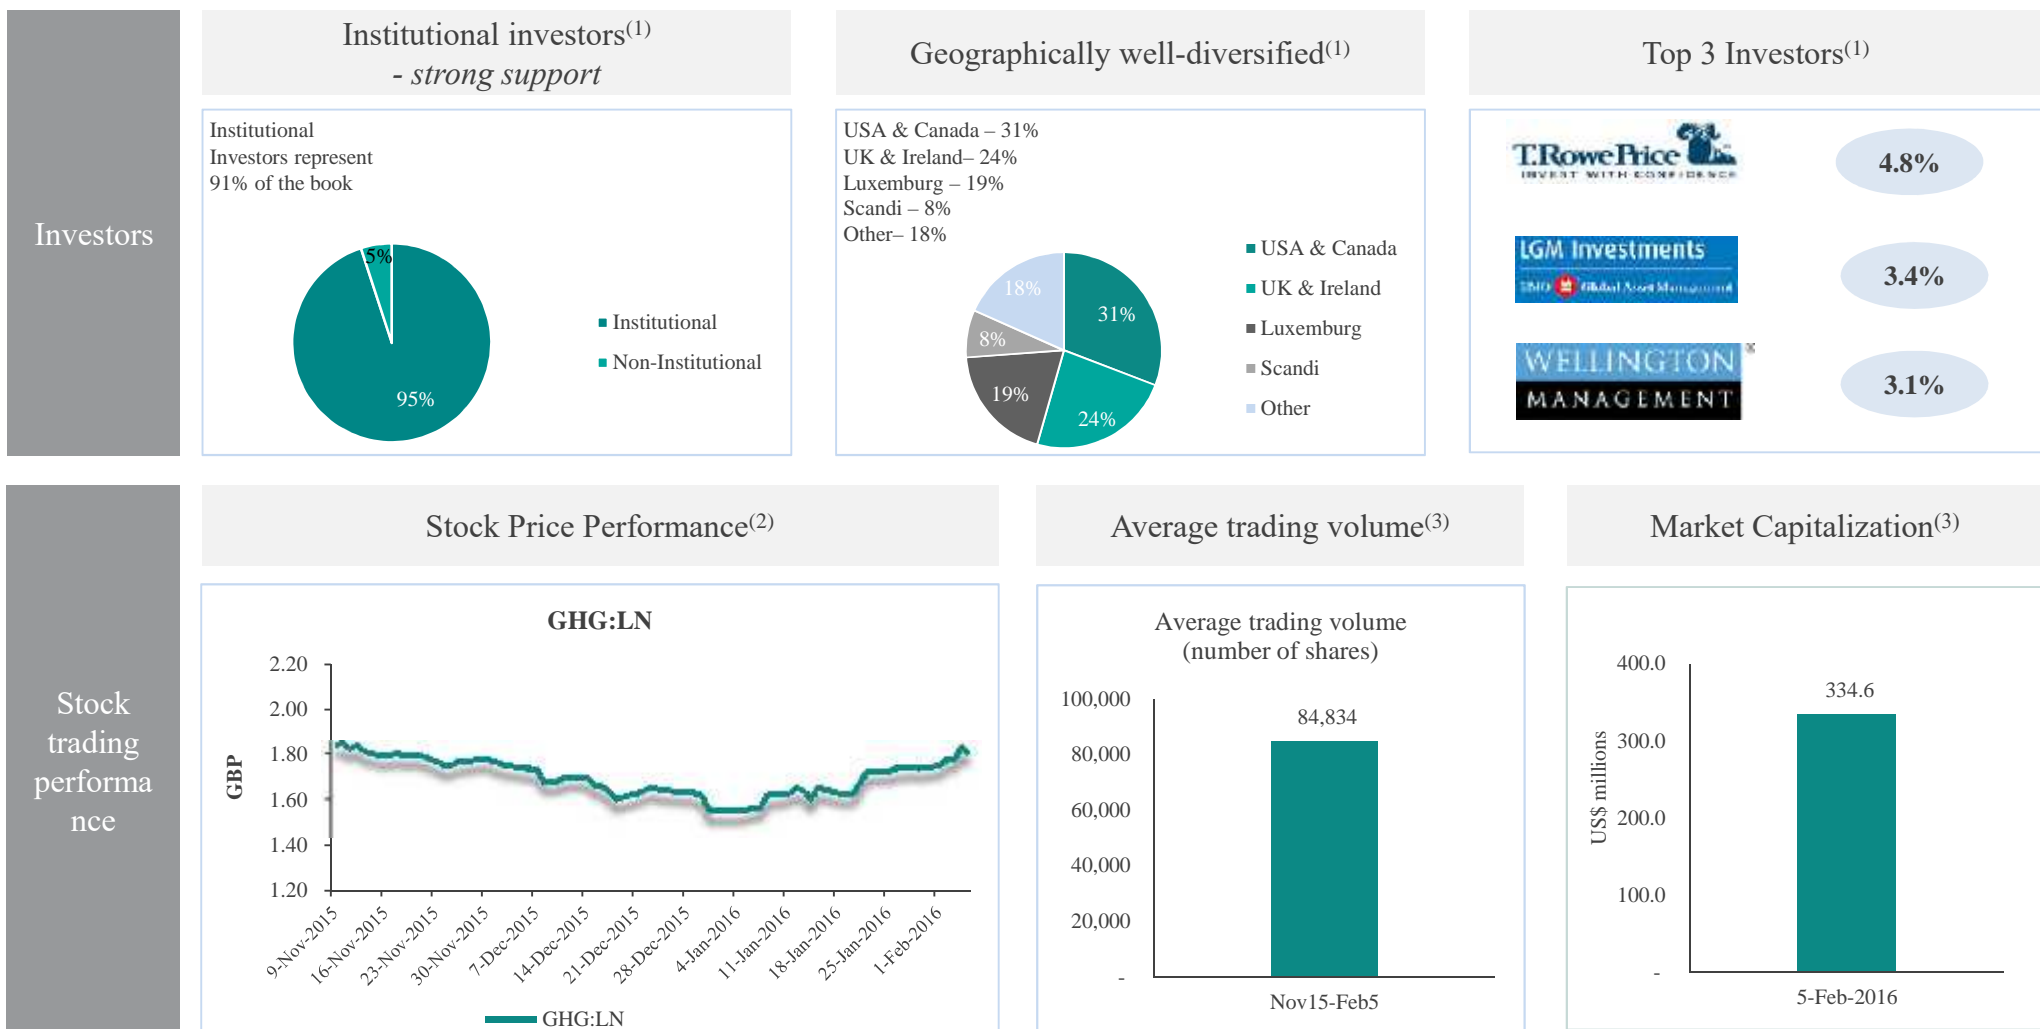 Investors
Institutional investors(1)
- strong support
Institutional
Investors represent
91% of the book
5%
95%
Institutional
Non-Institutional
Geographically well-diversified(1)
USA & Canada – 31%
UK & Ireland– 24%
Luxemburg – 19%
Scandi – 8%
Other– 18%
18%
31%
8%
19%
24%
USA & Canada
UK & Ireland
Luxemburg
Scandi
Other
Top 3 Investors(1)
T.RowePrice
INVEST WITH CONFIDENCE
4.8%
LGM Investments
BMO Global Asset Management
3.4%
WELLINGTON
MANAGEMENT
®
3.1%
Stock
trading
performa
nce
Stock Price Performance(2)
GHG:LN
GBP
2.20
2.00
1.80
1.60
1.40
1.20
9-Nov-2015
16-Nov-2015
23-Nov-2015
30-Nov-2015
7-Dec-2015
14-Dec-2015
21-Dec-2015
28-Dec-2015
4-Jan-2016
11-Jan-2016
18-Jan-2016
25-Jan-2016
1-Feb-2016
GHG:LN
Average trading volume(3)
Average trading volume
(number of shares)
100,000
80,000
60,000
40,000
20,000
-
84,834
Nov15-Feb5
Market Capitalization(3)
US$ millions
400.0
300.0
200.0
100.0
-
334.6
5-Feb-2016